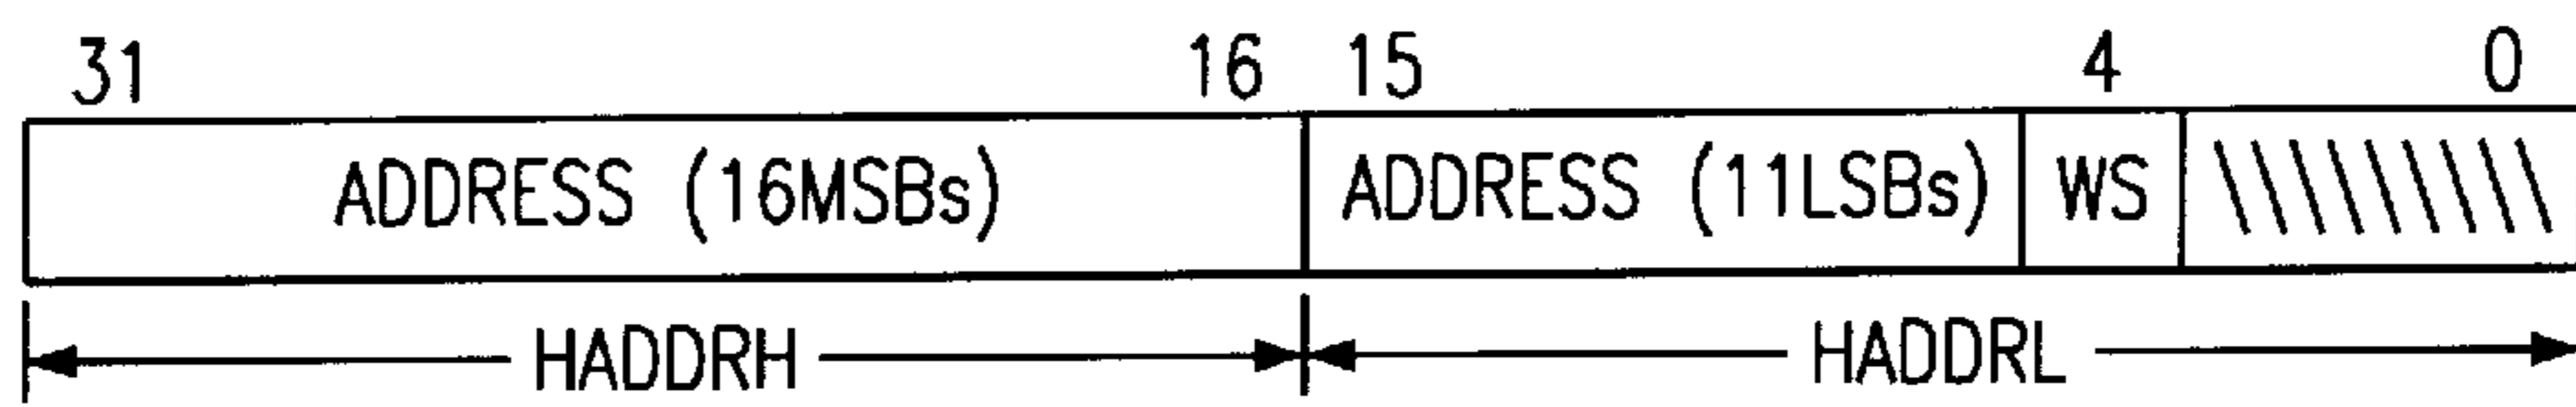 31 16 15 4 0
ADDRESS (16MSBs) ADDRESS (11LSBs) WS
HADDRH HADDRL